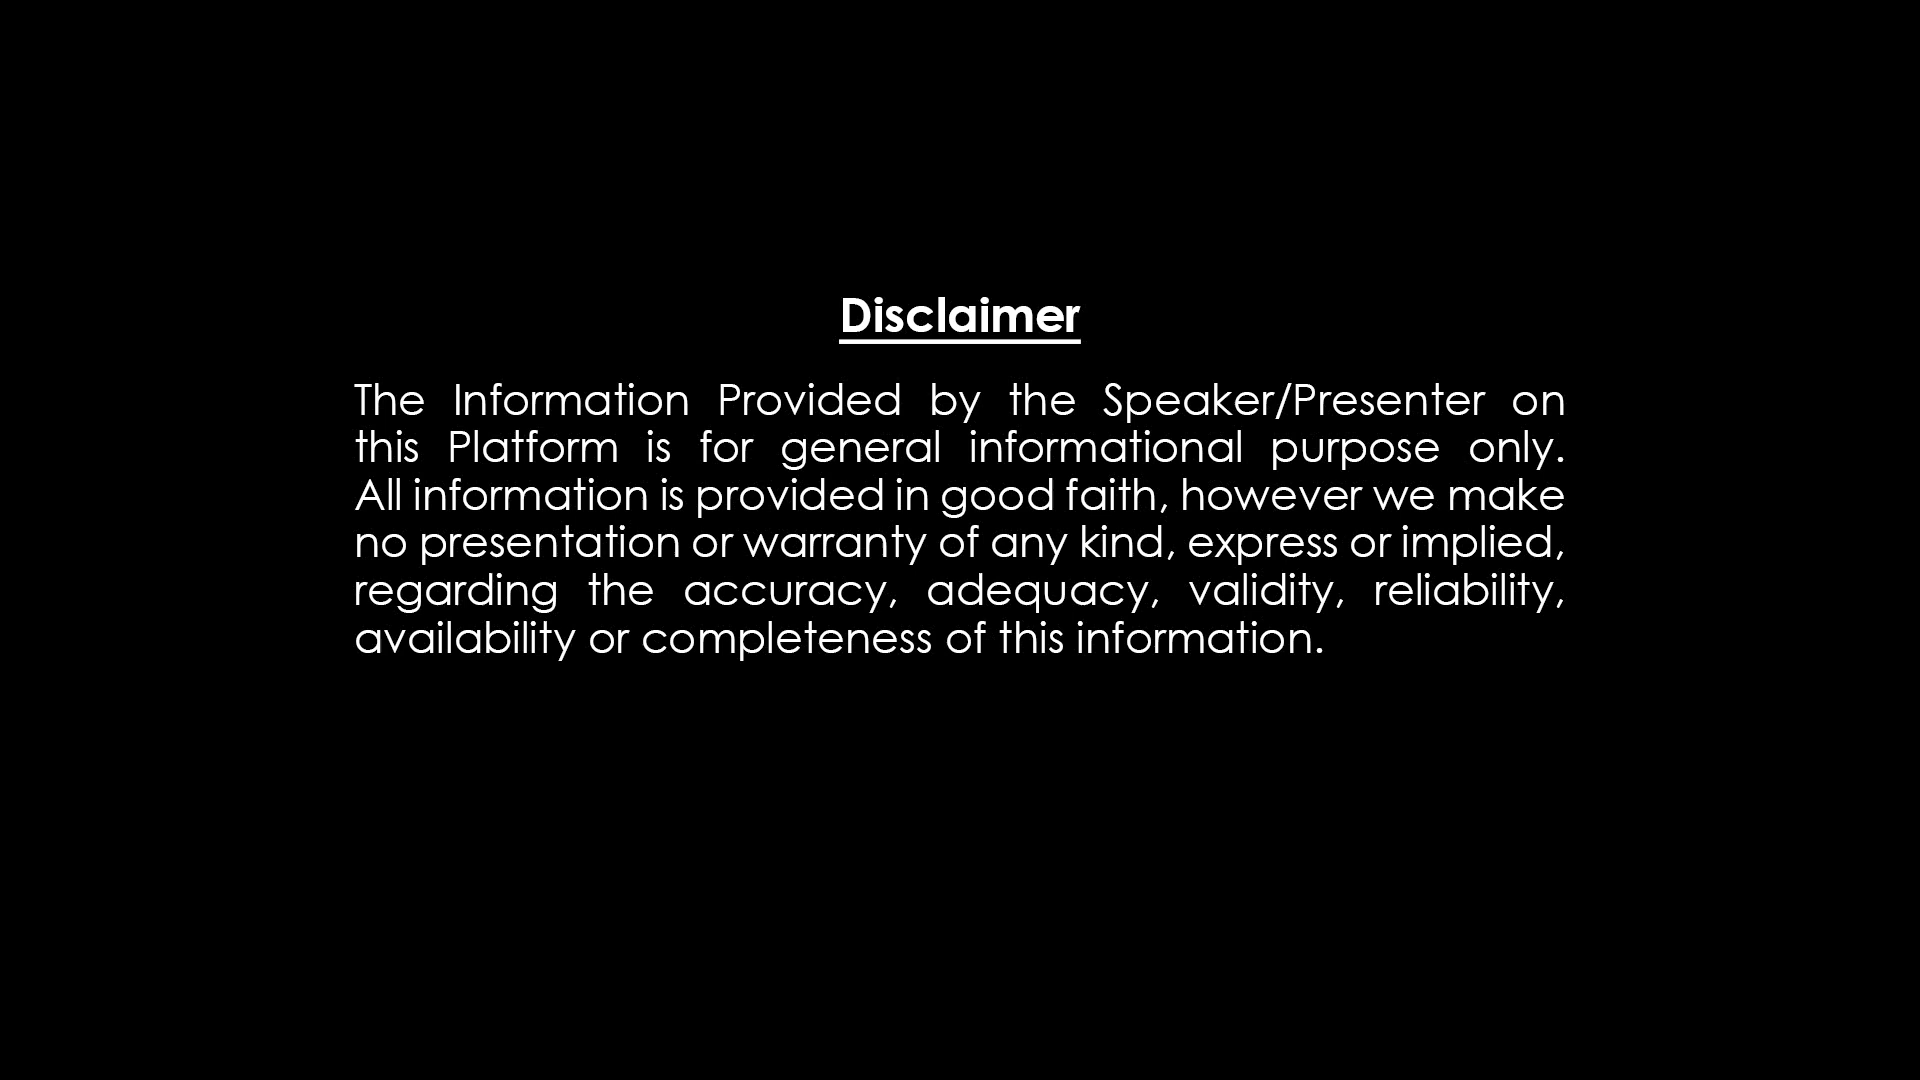 Disclaimer
The Information Provided by the Speaker/Presenter on
this Platform is for general informational purpose only.
All information is provided in good faith, however we make
no presentation or warranty of any kind, express or implied,
regarding the accuracy, adequacy, validity, reliability,
availability or completeness of this information.